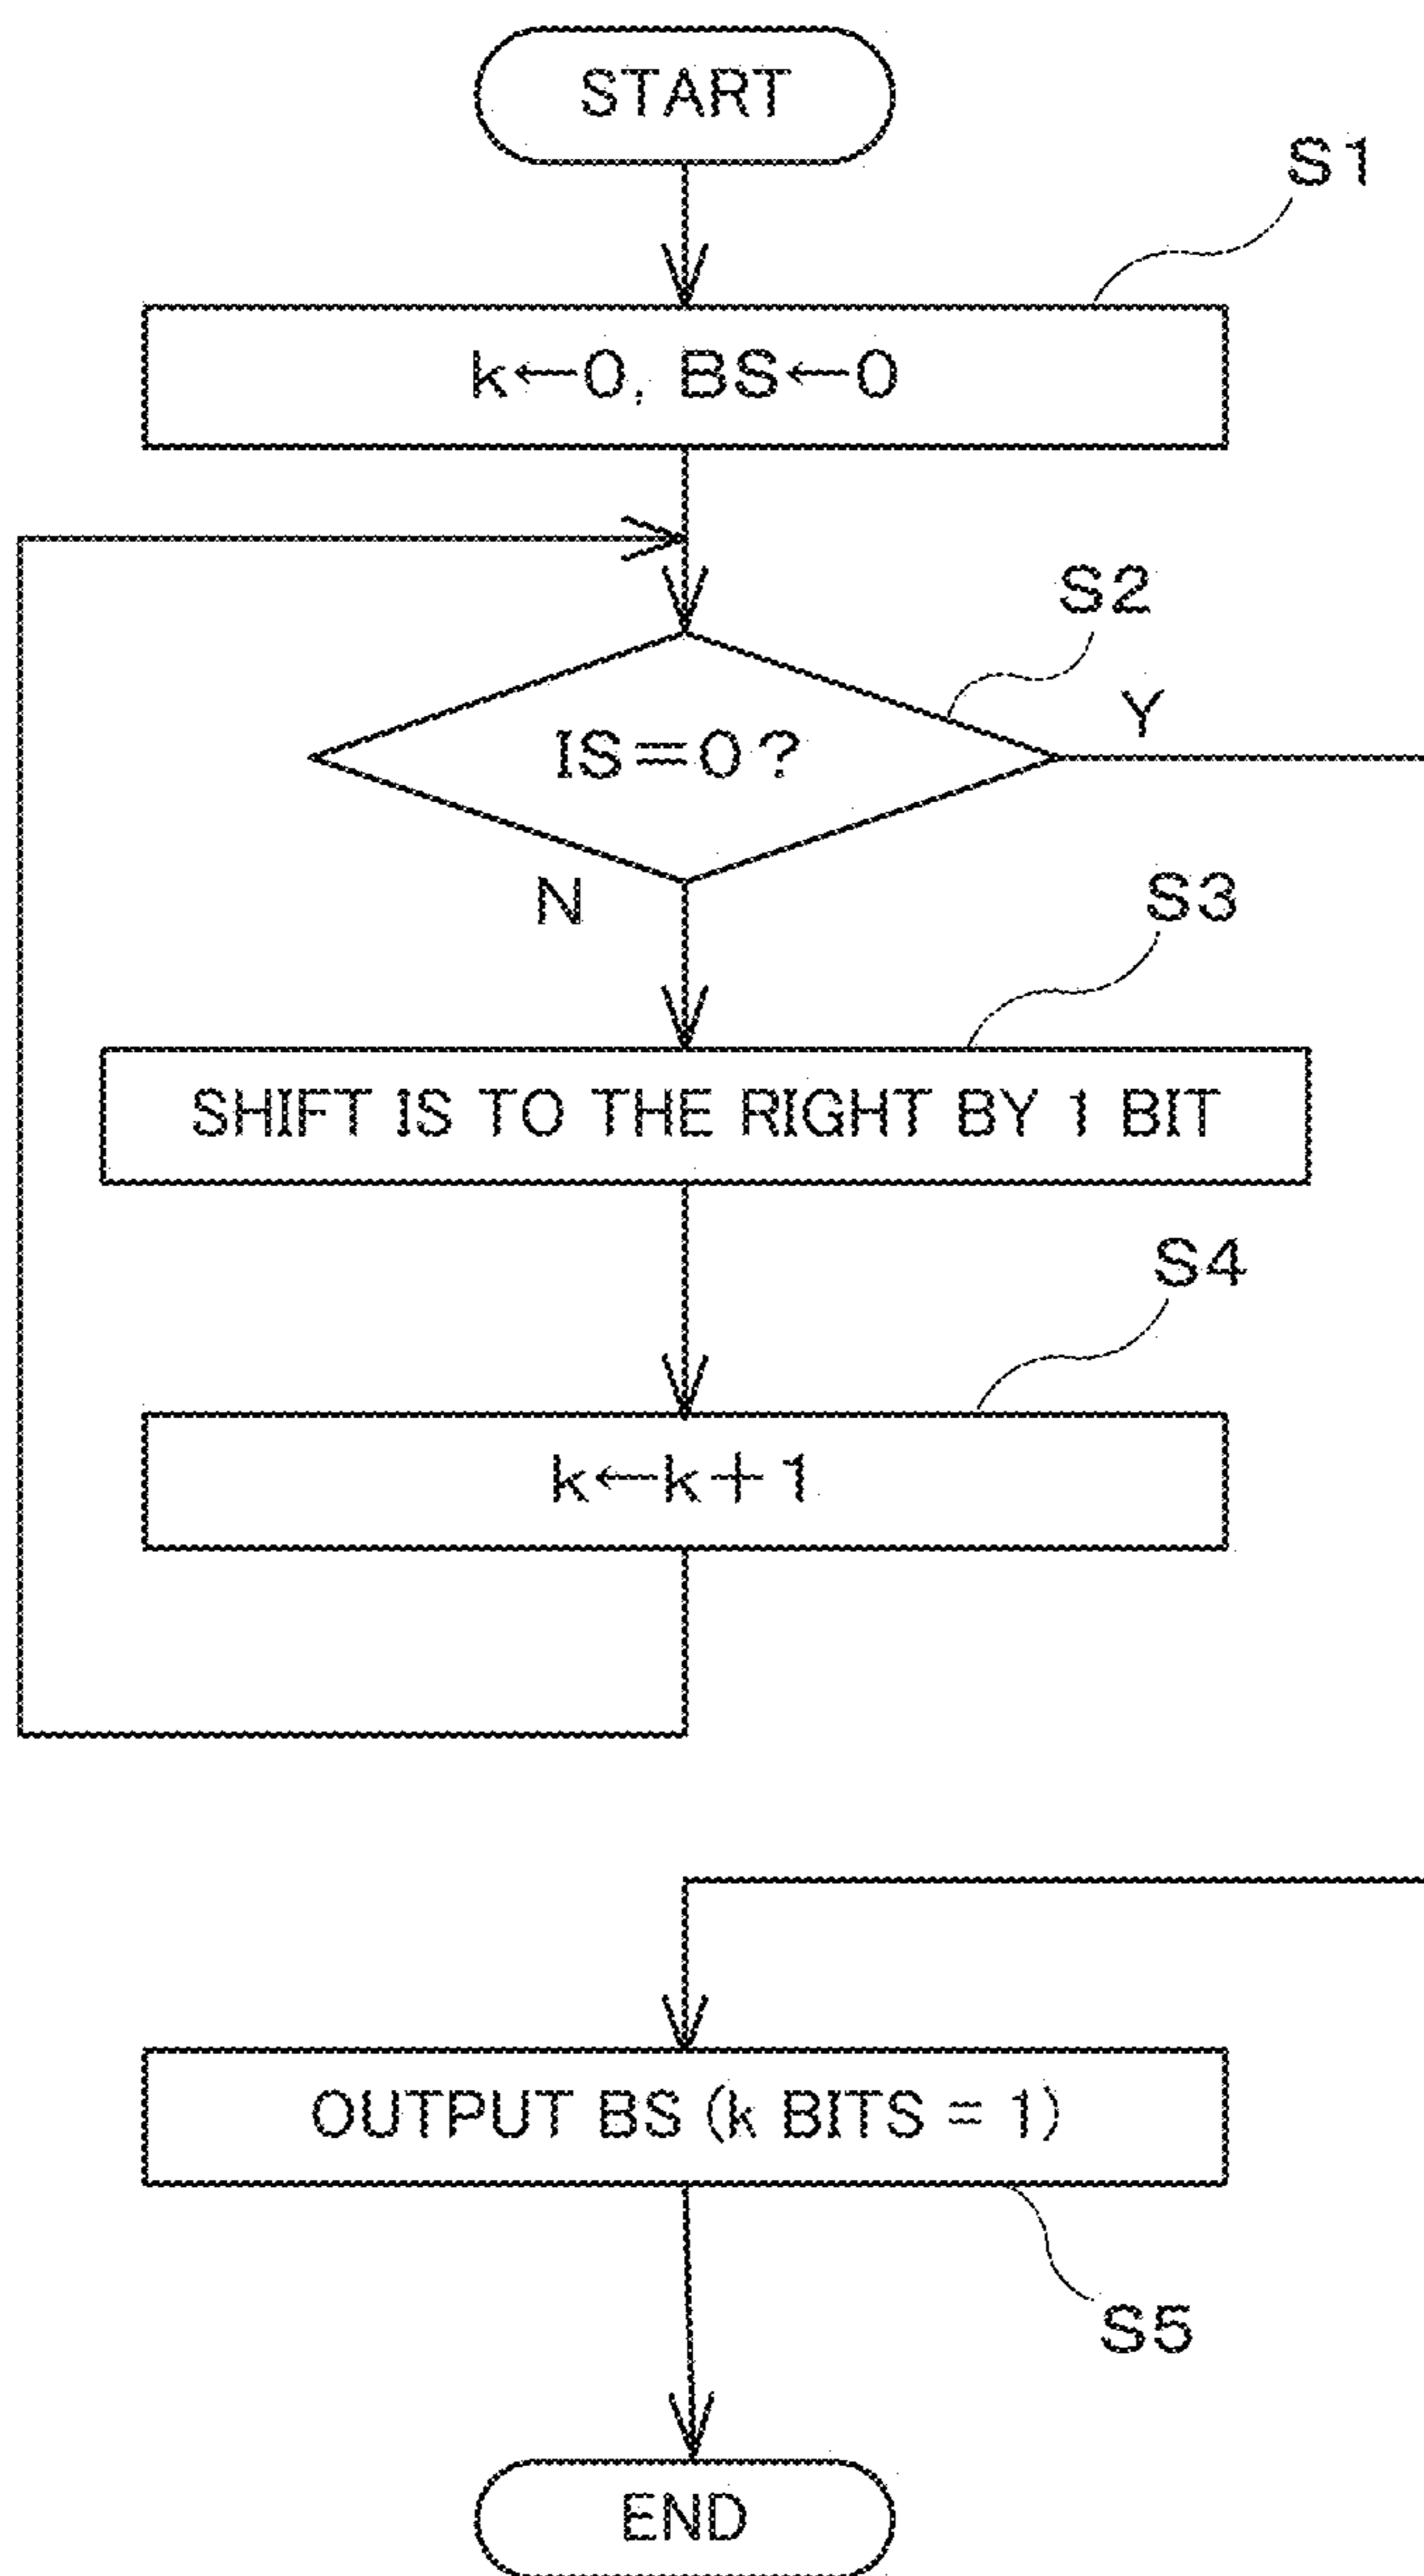 START
S1
k←0, BS←0
S2
IS=0?
Y
N
S3
SHIFT IS TO THE RIGHT BY 1 BIT
S4
k←k+1
OUTPUT BS (k BITS = 1)
S5
END